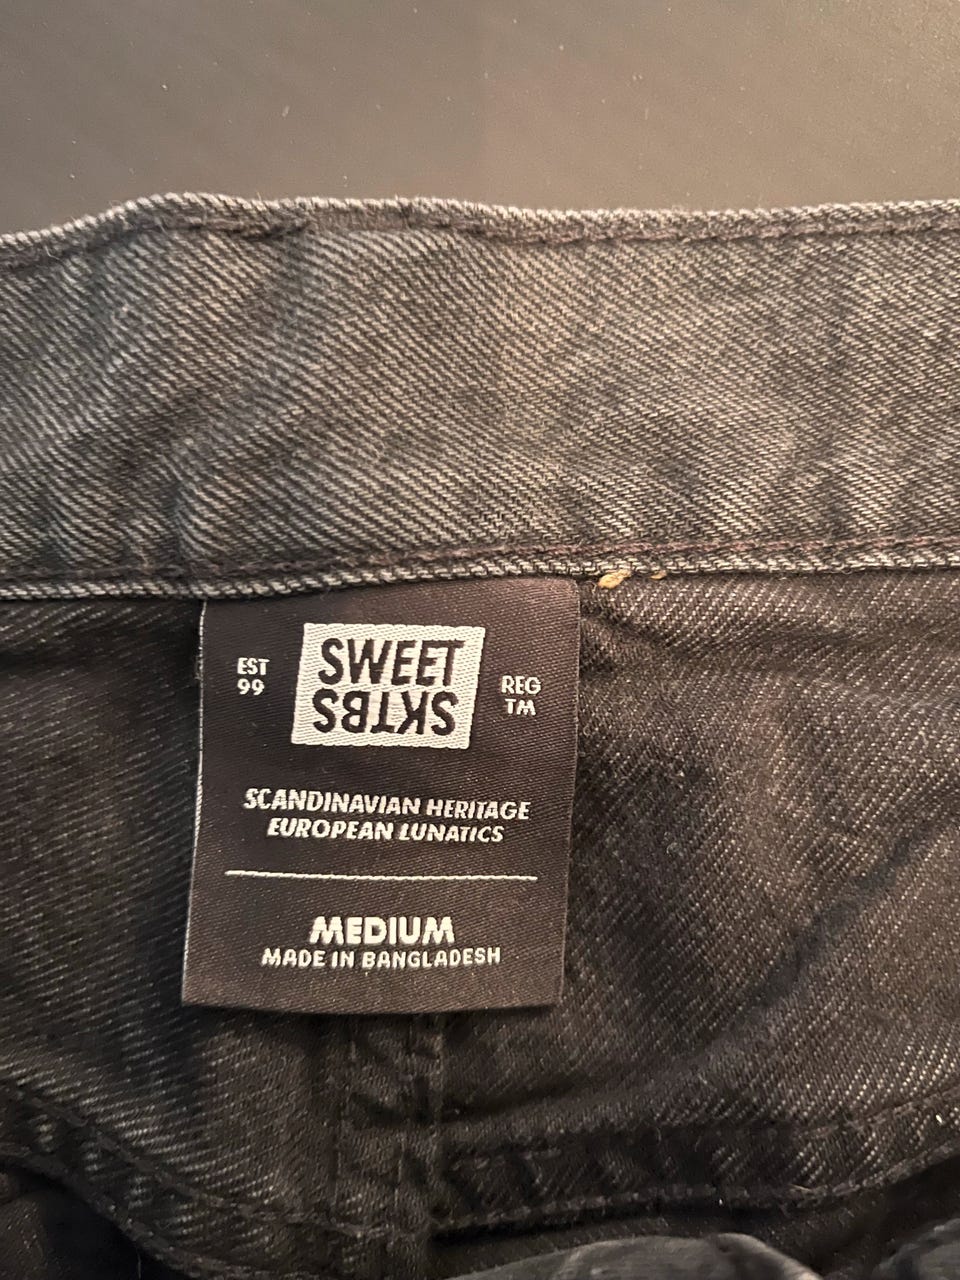 EST
99
SWEET
SKTBS
REG
TM
SCANDINAVIAN HERITAGE
EUROPEAN LUNATICS
MEDIUM
MADE IN BANGLADESH